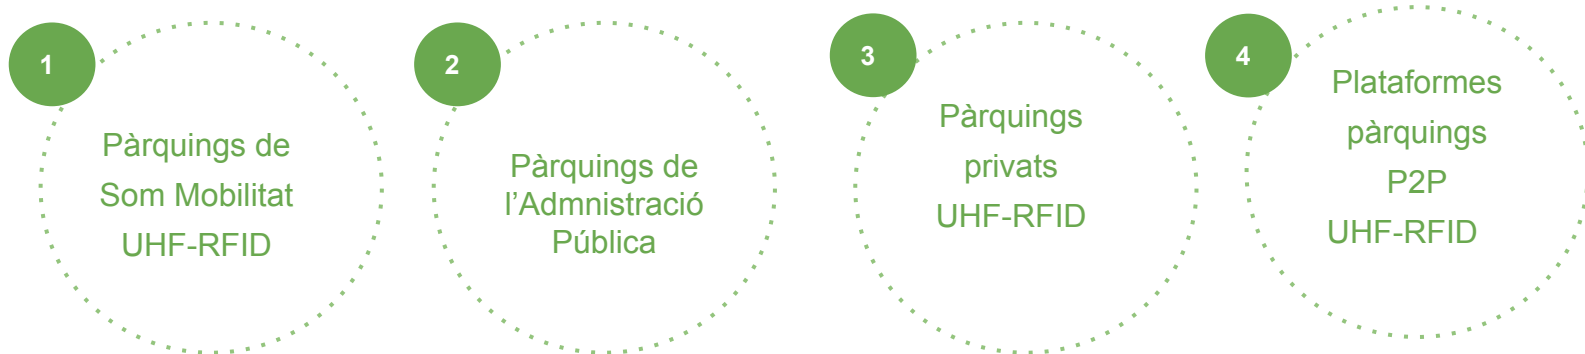 1
Pàrquings de
Som Mobilitat
UHF-RFID
2
Pàrquings de
l’Admnistració
Pública
3
Pàrquings
privats
UHF-RFID
4
Plataformes
pàrquings
P2P
UHF-RFID